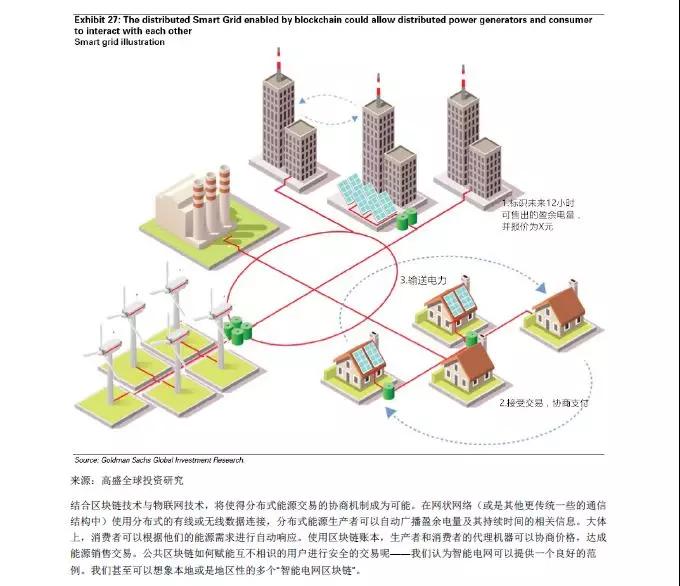 Exhibit 27: The distributed Smart Grid enabled by blockchain could allow distributed power generators and consumer
to interact with each other
Smart grid illustration
1.标识未来12小时
可售出的盈余电量，
并报价为X元
3.输送电力
2.接受交易，协商支付
Source: Goldman Sachs Global Investment Research.
来源：高盛全球投资研究
结合区块链技术与物联网技术，将使得分布式能源交易的协商机制成为可能。在网状网络（或是其他更传统一些的通信
结构中）使用分布式的有线或无线数据连接，分布式能源生产者可以自动广播盈余电量及其持续时间的相关信息。大体
上，消费者可以根据他们的能源需求进行自动响应。使用区块链账本，生产者和消费者的代理机器可以协商价格，达成
能源销售交易。公共区块链如何赋能互不相识的用户进行安全的交易呢——我们认为智能电网可以提供一个良好的范
例。我们甚至可以想象本地或是地区性的多个“智能电网区块链”。